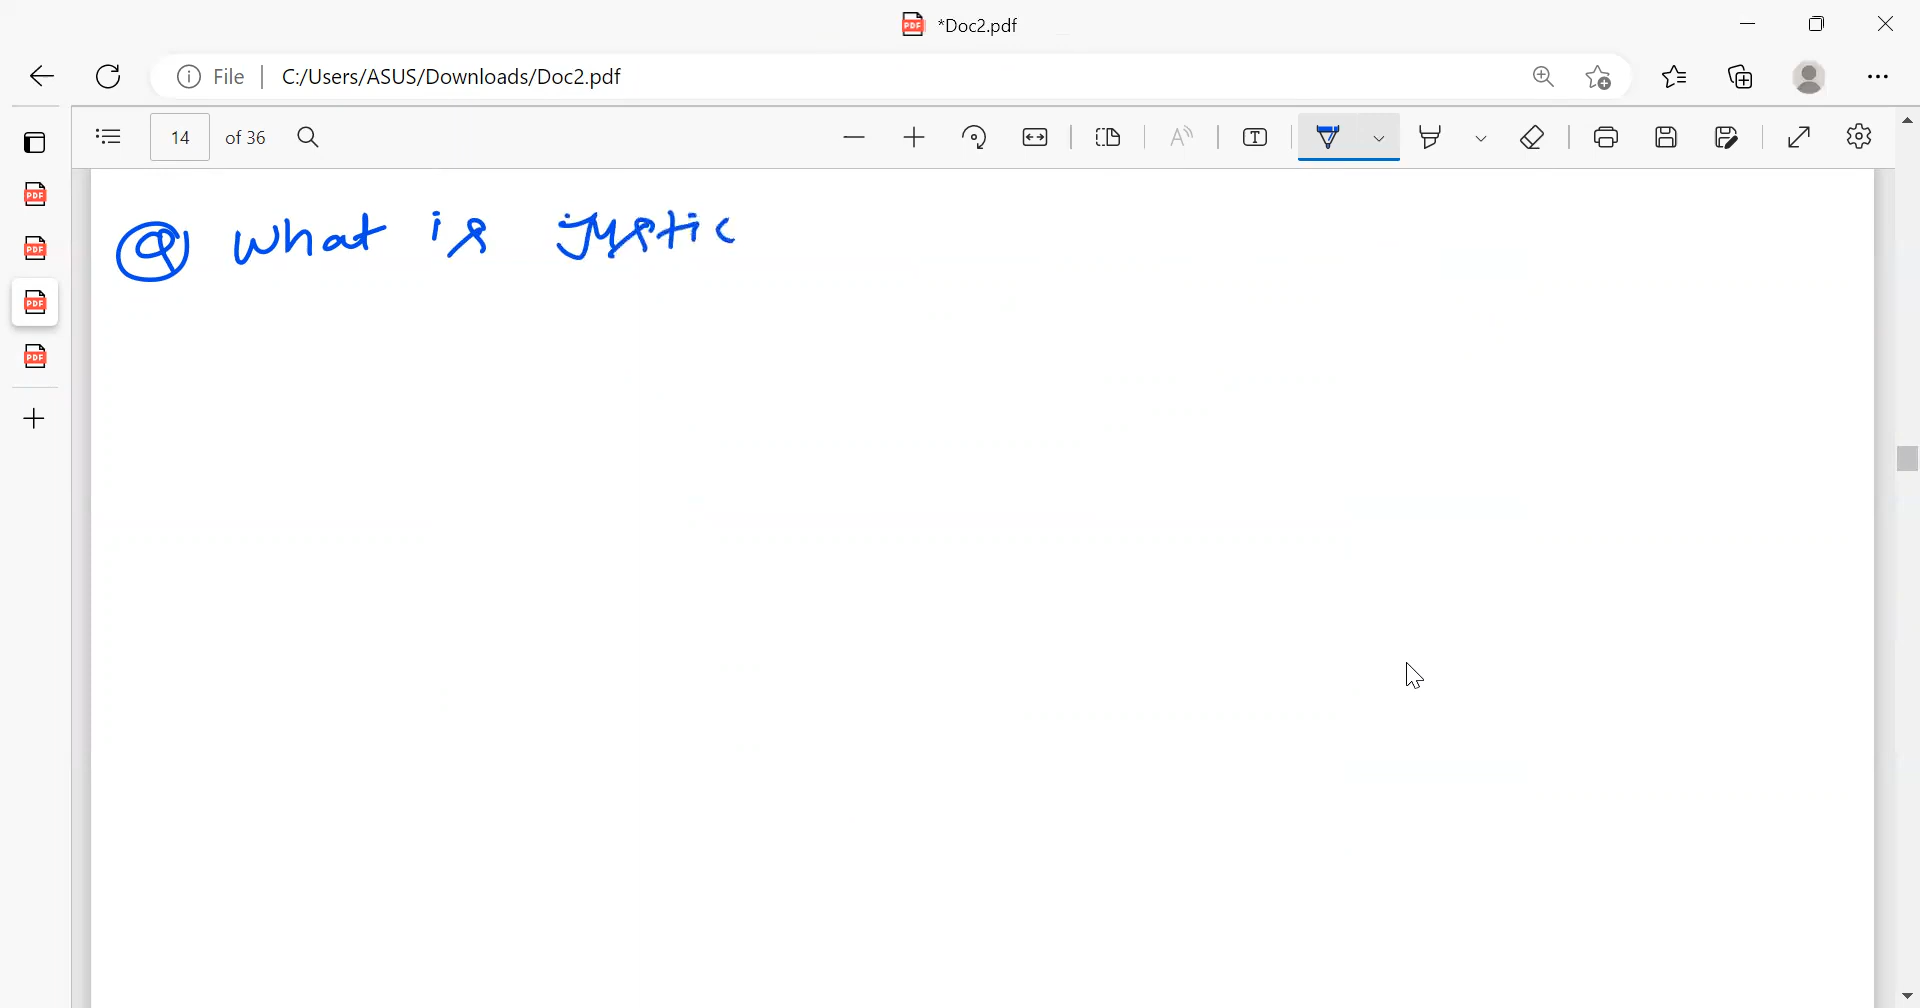 *Doc2.pdf
File | C:/Users/ASUS/Downloads/Doc2.pdf
14 of 36
Q What is justic